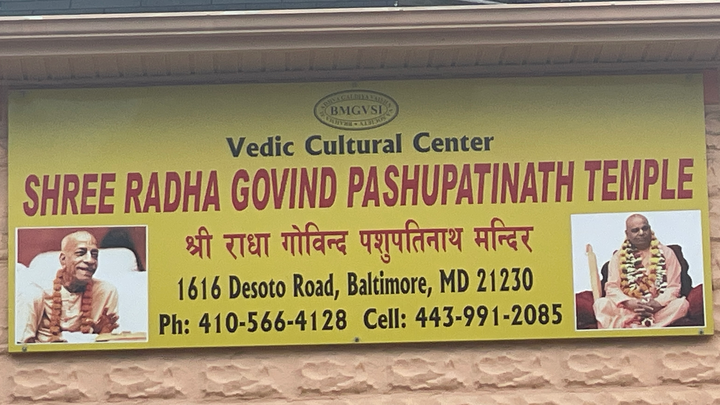 BMGVSI
Vedic Cultural Center
SHREE RADHA GOVIND PASHUPATINATH TEMPLE
श्री राधा गोविन्द पशुपतिनाथ मन्दिर
1616 Desoto Road, Baltimore, MD 21230
Ph: 410-566-4128 Cell: 443-991-2085